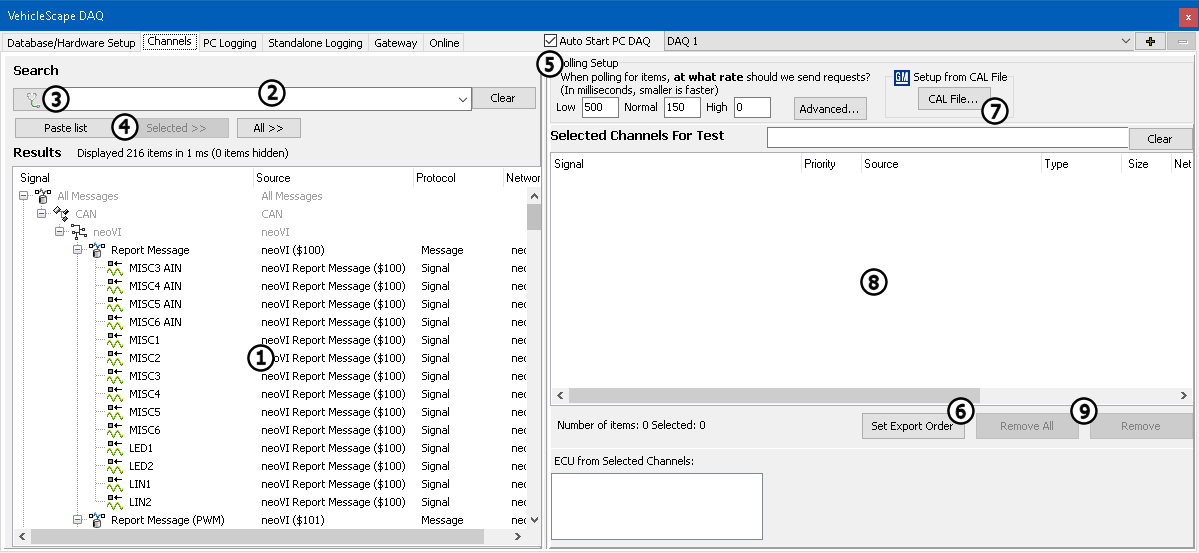 VehicleScape DAQ
x
Database/Hardware Setup Channels PC Logging Standalone Logging Gateway Online
Auto Start PC DAQ DAQ 1
Search
3 2 Clear
Paste list 4 Selected >> All >>
Results Displayed 216 items in 1 ms (0 items hidden)
Signal Source Protocol Network
All Messages All Messages
CAN CAN
neoVI neoVI
Report Message neoVI ($100) Message neo
MISC3 AIN neoVI Report Message ($100) Signal neo
MISC4 AIN neoVI Report Message ($100) Signal neo
MISC5 AIN neoVI Report Message ($100) Signal neo
MISC6 AIN neoVI Report Message ($100) Signal neo
MISC1 neoVI Report Message ($100) Signal neo
MISC2 1 neoVI Report Message ($100) Signal neo
MISC3 neoVI Report Message ($100) Signal neo
MISC4 neoVI Report Message ($100) Signal neo
MISC5 neoVI Report Message ($100) Signal neo
MISC6 neoVI Report Message ($100) Signal neo
LED1 neoVI Report Message ($100) Signal neo
LED2 neoVI Report Message ($100) Signal neo
LIN1 neoVI Report Message ($100) Signal neo
LIN2 neoVI Report Message ($100) Signal neo
Report Message (PWM) neoVI ($101) Message neo
5 Polling Setup
When polling for items, at what rate should we send requests?
(In milliseconds, smaller is faster)
Low 500 Normal 150 High 0 Advanced...
GM Setup from CAL File
CAL File... 7
Selected Channels For Test Clear
Signal Priority Source Type Size Net
8
Number of items: 0 Selected: 0 Set Export Order 6 Remove All 9 Remove
ECU from Selected Channels: